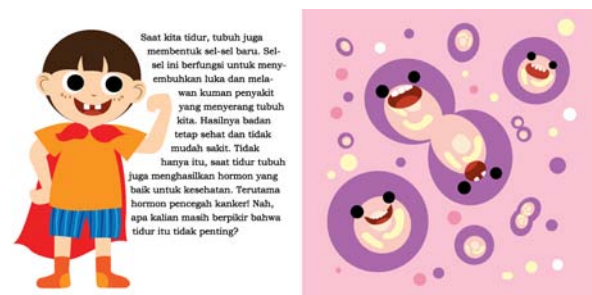 Saat kita tidur, tubuh juga
membentuk sel-sel baru. Sel-
sel ini berfungsi untuk meny-
embuhkan luka dan mela-
wan kuman penyakit
yang menyerang tubuh
kita. Hasilnya badan
tetap sehat dan tidak
mudah sakit. Tidak
hanya itu, saat tidur tubuh
juga menghasilkan hormon yang
baik untuk kesehatan. Terutama
hormon pencegah kanker! Nah,
apa kalian masih berpikir bahwa
tidur itu tidak penting?